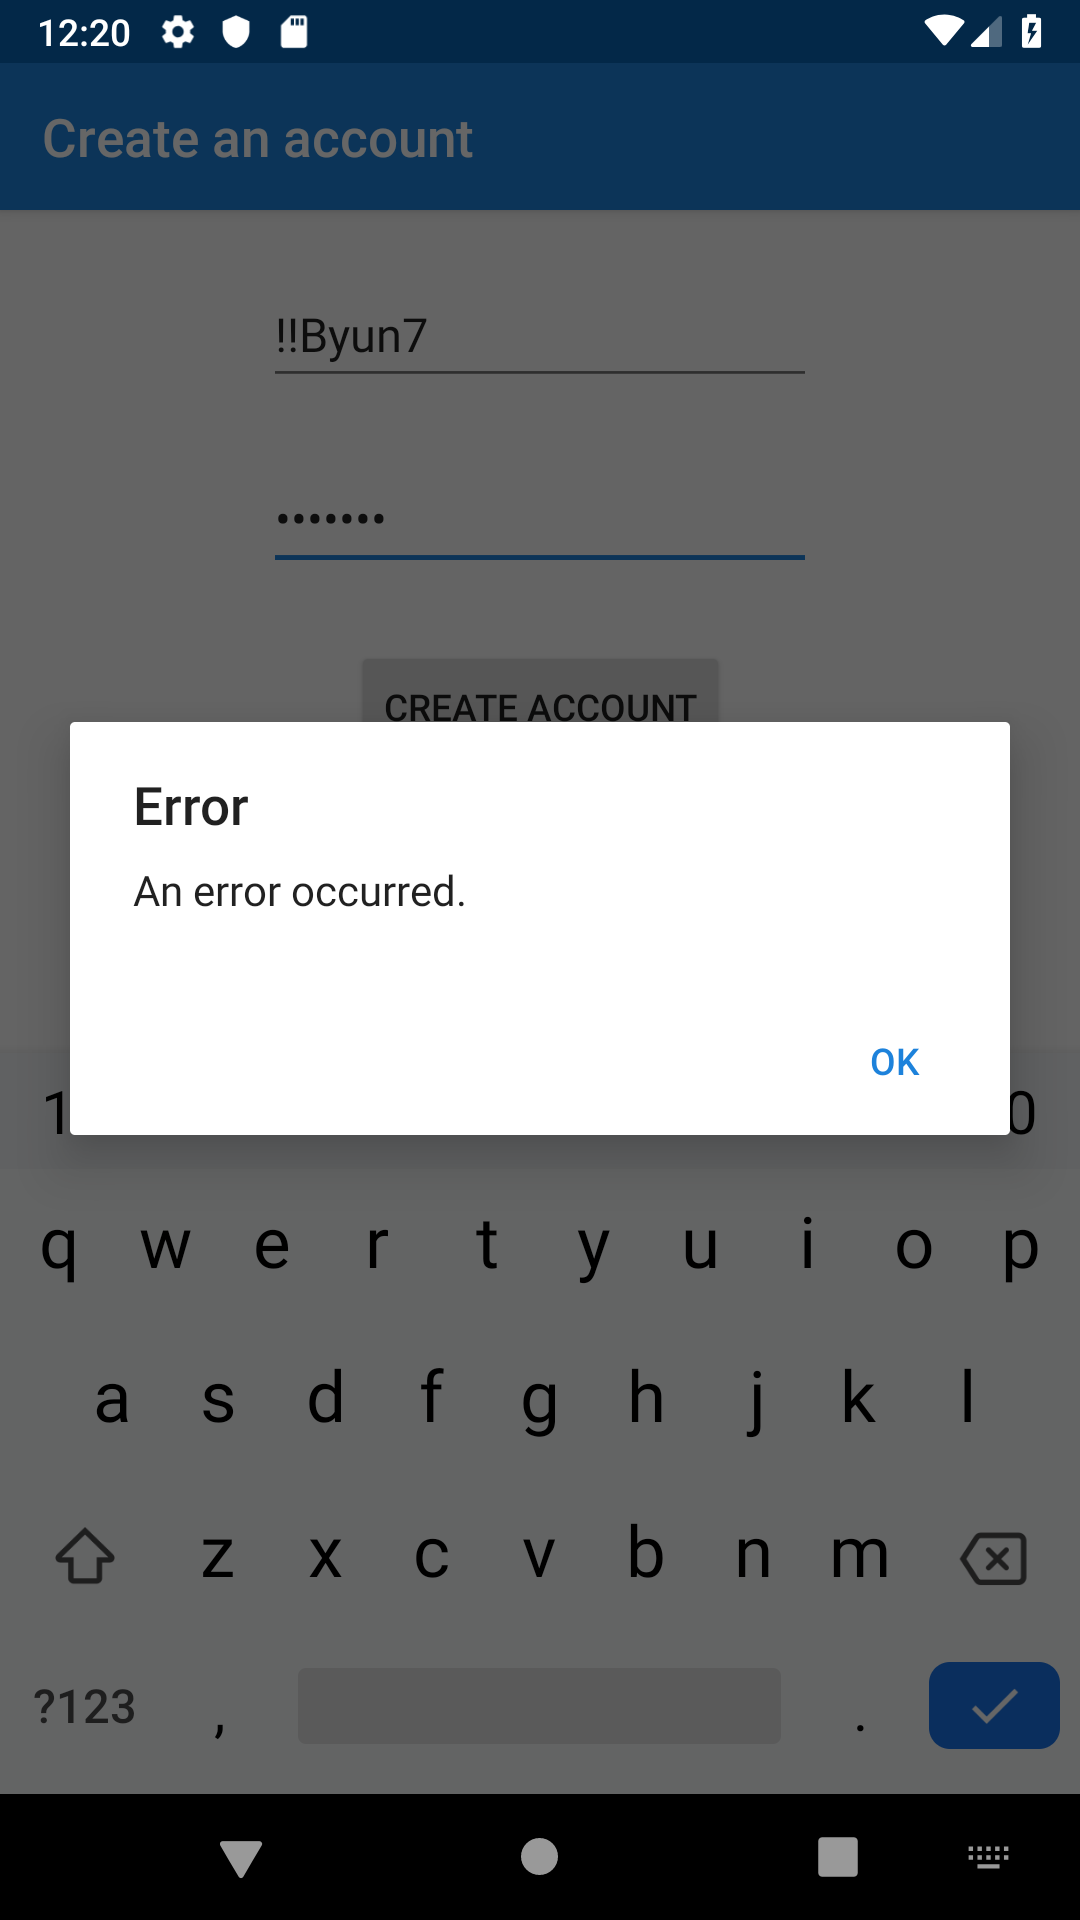 12:20
Create an account
!!Byun7
•••••••
CREATE ACCOUNT
Error
An error occurred.
OK
1 0
q w e r t y u i o p
a s d f g h j k l
z x c v b n m
?123 , .